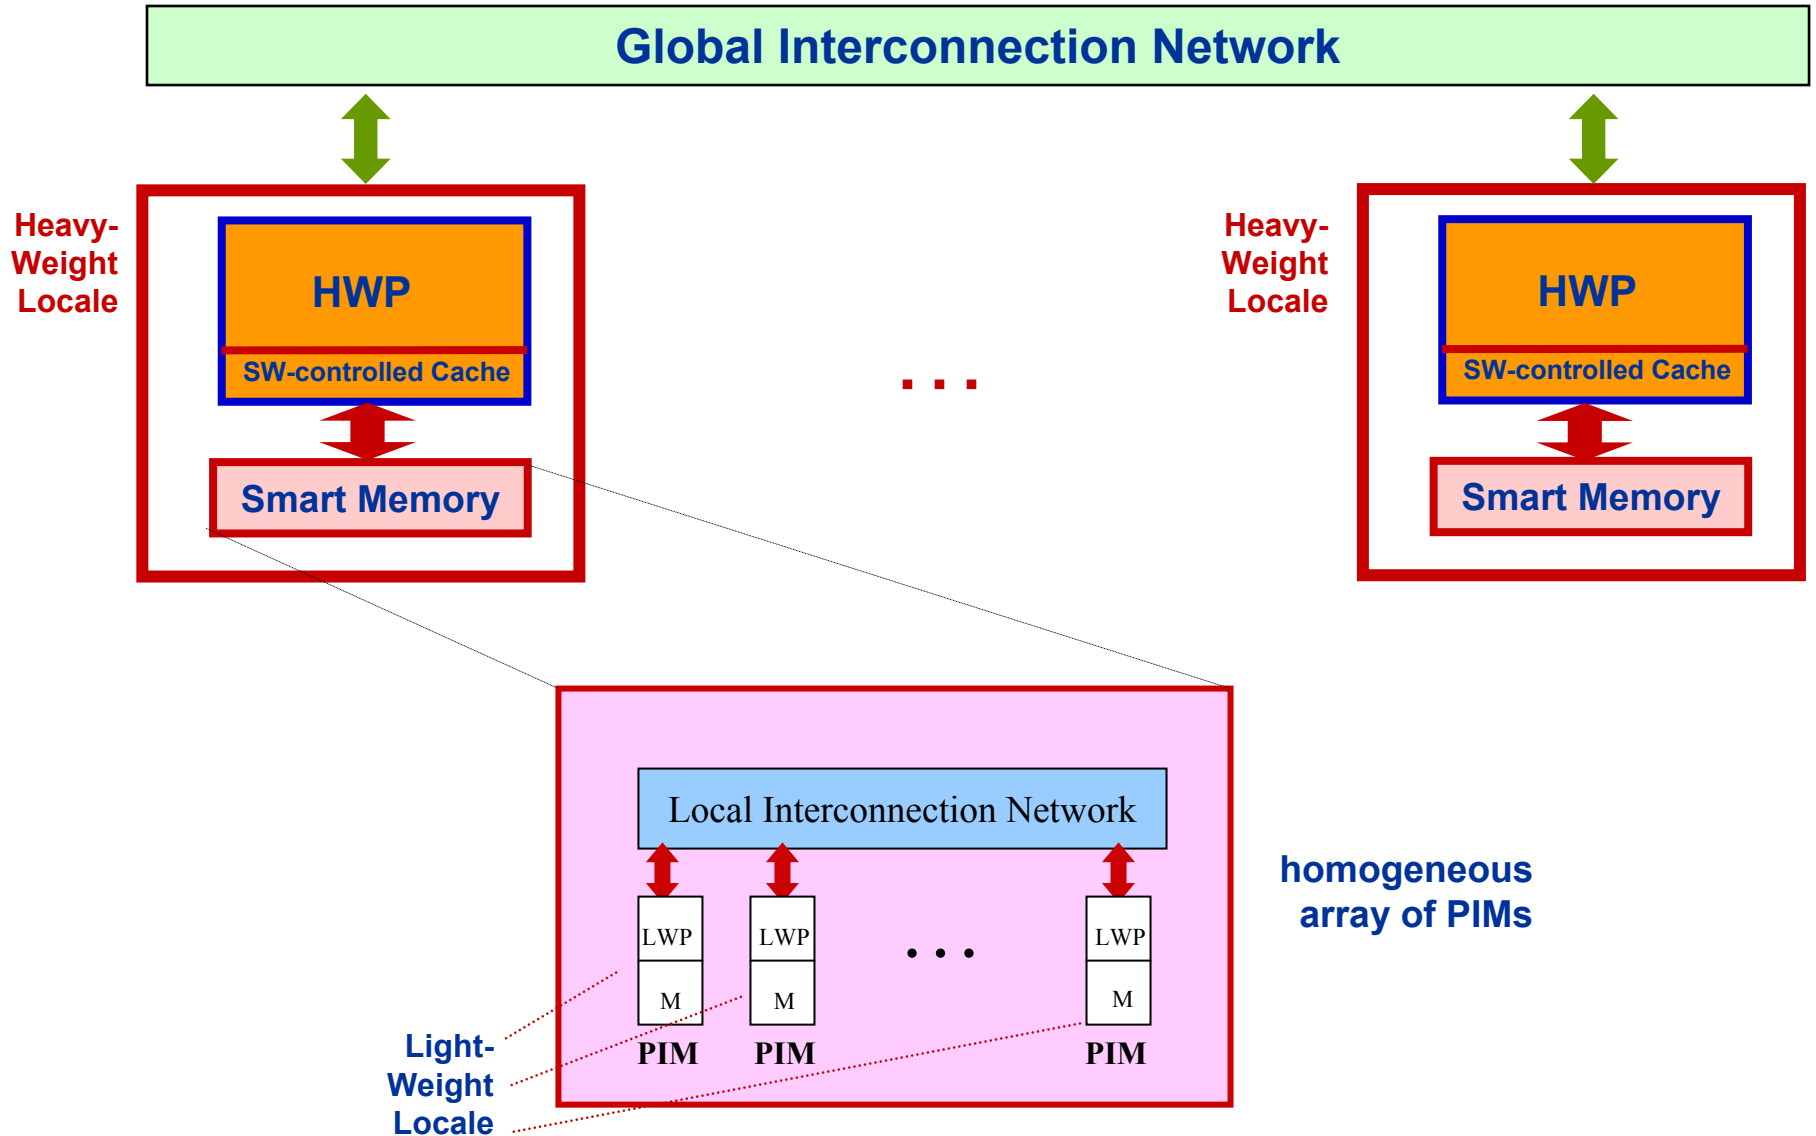 Global Interconnection Network
Heavy-
Weight
Locale
HWP
SW-controlled Cache
Smart Memory
. . .
Heavy-
Weight
Locale
HWP
SW-controlled Cache
Smart Memory
Local Interconnection Network
LWP
M
PIM
LWP
M
PIM
. . .
LWP
M
PIM
homogeneous
array of PIMs
Light-
Weight
Locale